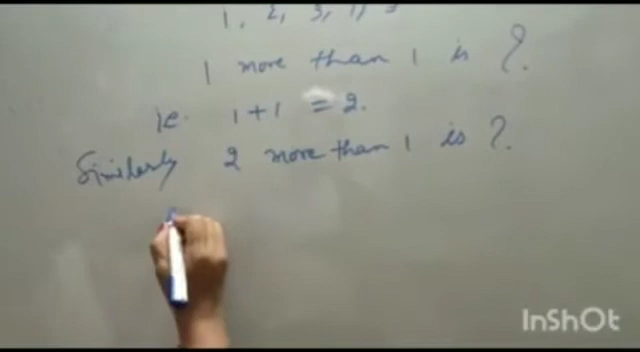 1, 2, 3,
1 more than 1 is ?
ie. 1+1 = 2.
Similarly 2 more than 1 is ?
InShOt